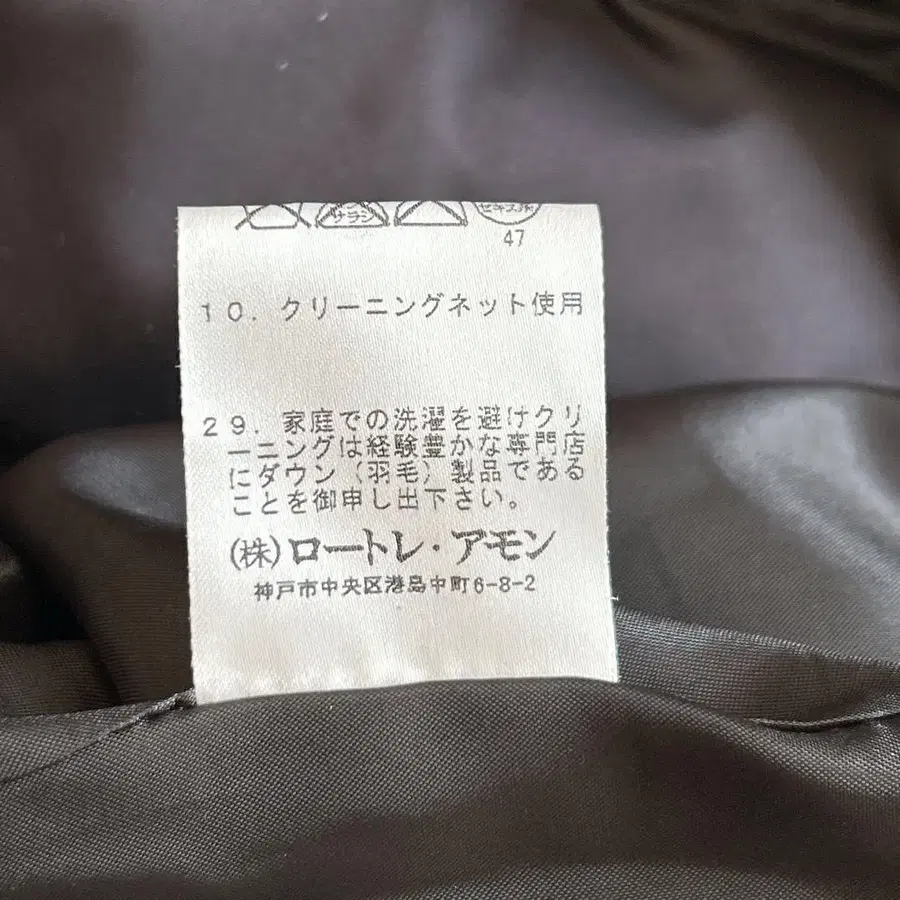 サラシ
セキユ系
47
10. クリーニングネット使用
29. 家庭での洗濯を避けクリ
ーニングは経験豊かな専門店
にダウン（羽毛）製品である
ことを御申し出下さい。
(株)ロートレ・アモン
神戸市中央区港島中町6-8-2